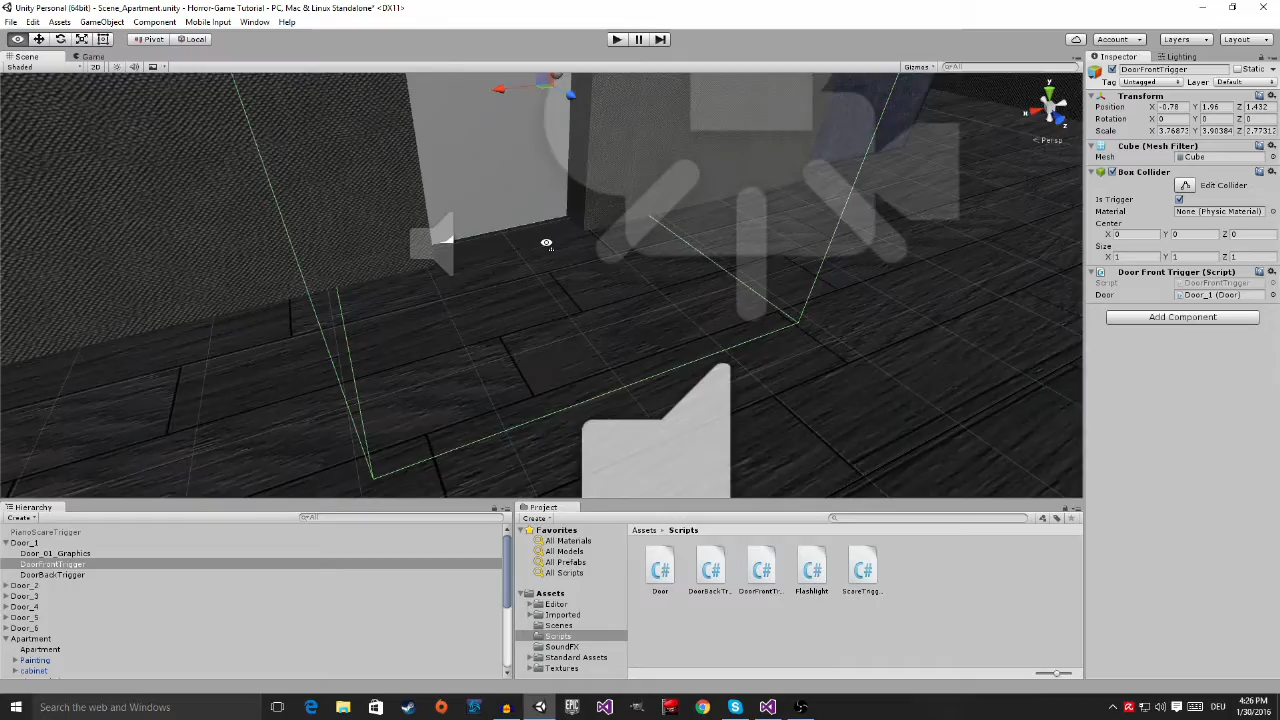 Unity Personal (64bit) - Scene_Apartment.unity - Horror-Game Tutorial - PC, Mac & Linux Standalone* <DX11>
File Edit Assets GameObject Component Mobile Input Window Help
Pivot Local Account Layers Layout
Scene Game
Shaded 2D Gizmos All
y
x
z
Persp
Inspector Lighting
DoorFrontTrigger Static
Tag Untagged Layer Default
Transform
Position X -0.78 Y 1.96 Z 1.432
Rotation X 0 Y 0 Z 0
Scale X 3.76873 Y 3.90384 Z 2.77312
Cube (Mesh Filter)
Mesh Cube
Box Collider
Edit Collider
Is Trigger
Material None (Physic Material)
Center
X 0 Y 0 Z 0
Size
X 1 Y 1 Z 1
Door Front Trigger (Script)
Script DoorFrontTrigger
Door Door_1 (Door)
Add Component
Hierarchy
Create All
PianoScareTrigger
Door_1
Door_01_Graphics
DoorFrontTrigger
DoorBackTrigger
Door_2
Door_3
Door_4
Door_5
Door_6
Apartment
Apartment
Painting
cabinet
Project
Create
Favorites
All Materials
All Models
All Prefabs
All Scripts
Assets
Editor
Imported
Scenes
Scripts
SoundFX
Standard Assets
Textures
Assets Scripts
C# C# C# C# C#
Door DoorBackTr... DoorFrontTr... Flashlight ScareTrigg...
Search the web and Windows
DEU
4:26 PM
1/30/2016